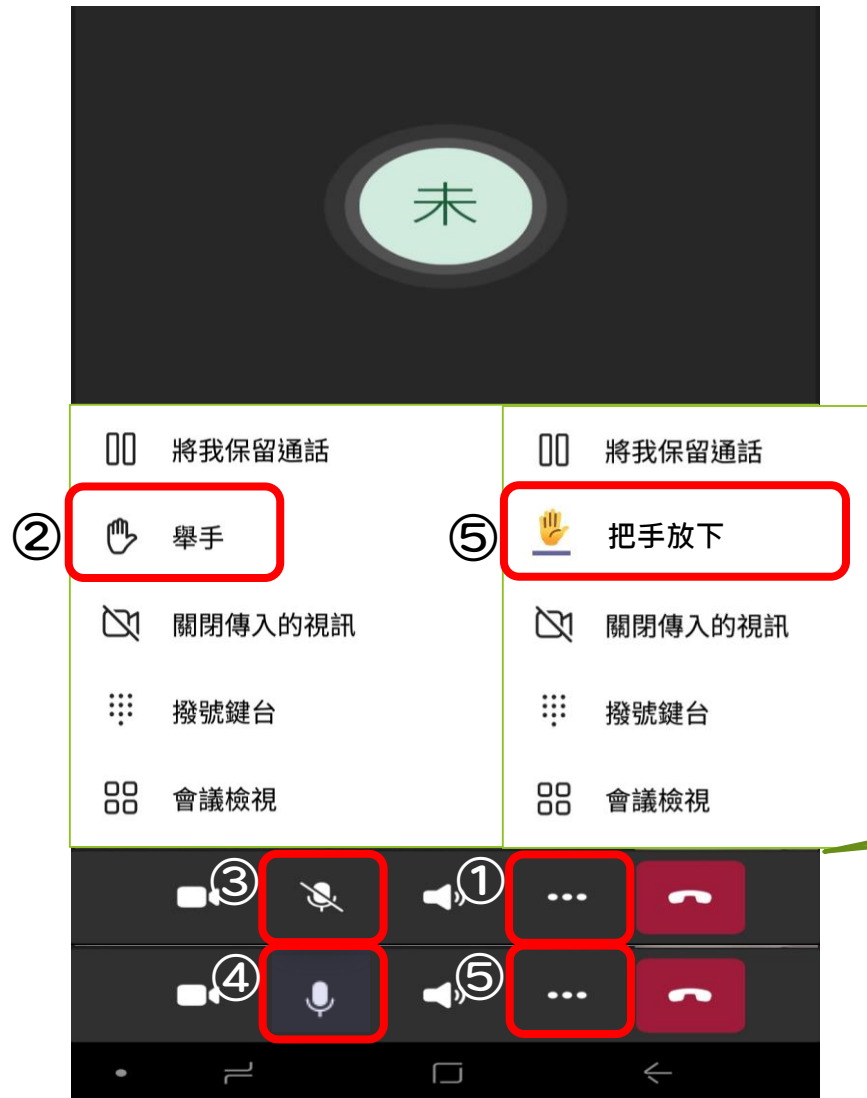 未
將我保留通話
② 舉手
關閉傳入的視訊
撥號鍵台
會議檢視
將我保留通話
⑤ 把手放下
關閉傳入的視訊
撥號鍵台
會議檢視
③ ①
④ ⑤